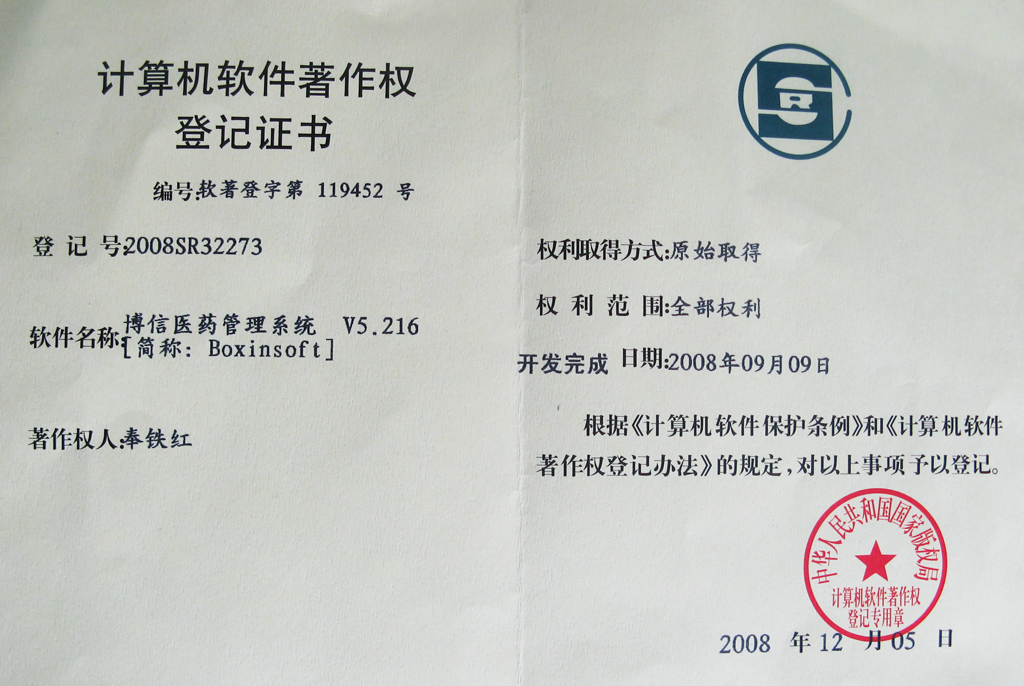 计算机软件著作权
登记证书
编号:软著登字第 119452 号
登 记 号:2008SR32273
软件名称:博信医药管理系统 V5.216
[简称: Boxinsoft]
著作权人:奉铁红
权利取得方式:原始取得
权 利 范 围:全部权利
开发完成 日期:2008年09月09日
根据《计算机软件保护条例》和《计算机软件
著作权登记办法》的规定,对以上事项予以登记。
中华人民共和国国家版权局
计算机软件著作权
登记专用章
2008 年 12 月 05 日